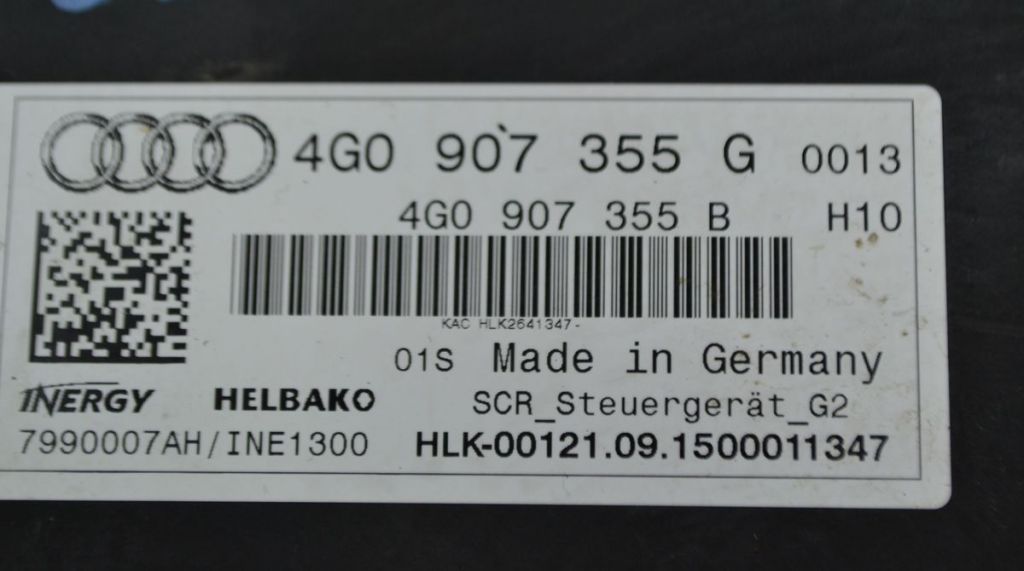 4G0 907 355 G 0013
4G0 907 355 B H10
KAC HLK2641347-
01S Made in Germany
INERGY HELBAKO SCR_Steuergerät_G2
7990007AH/INE1300 HLK-00121.09.1500011347